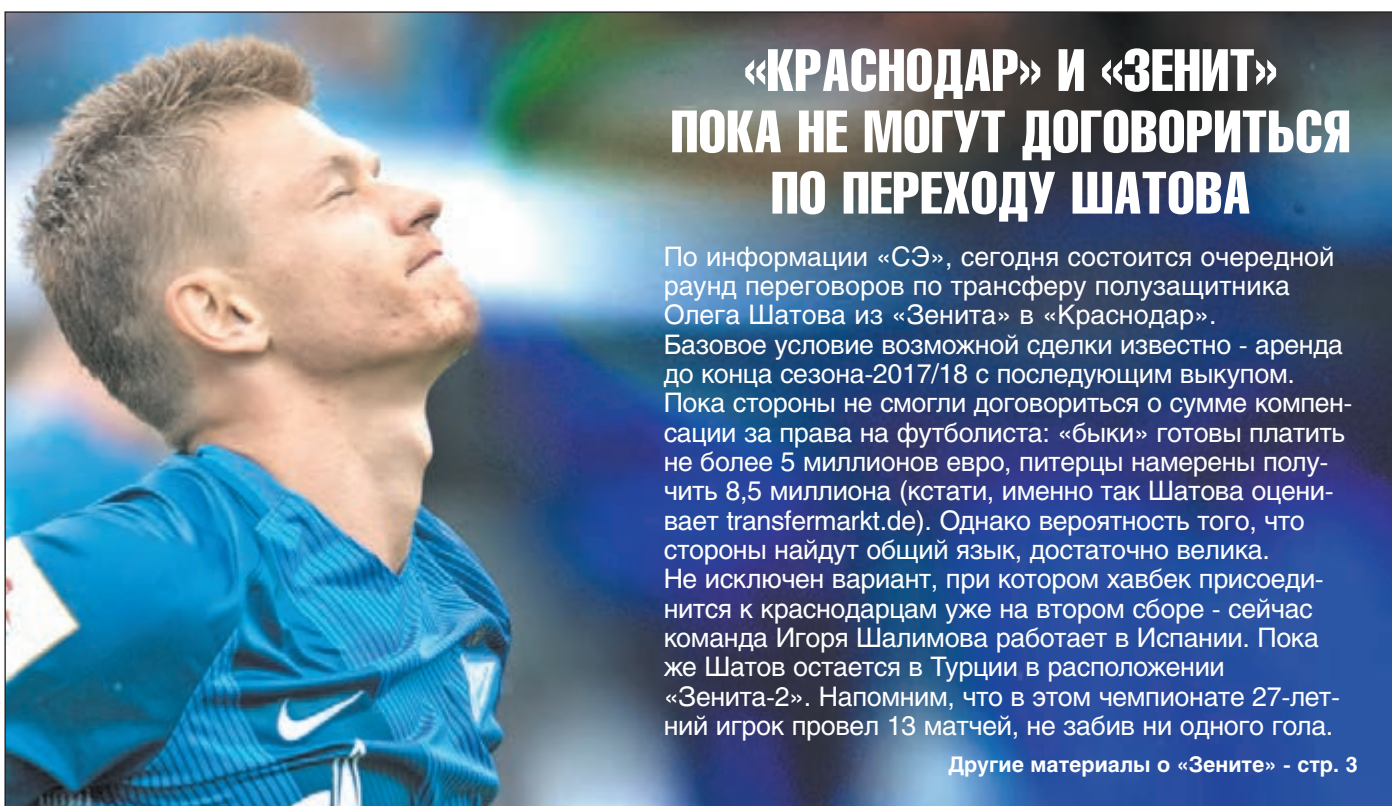 «КРАСНОДАР» И «ЗЕНИТ»
ПОКА НЕ МОГУТ ДОГОВОРИТЬСЯ
ПО ПЕРЕХОДУ ШАТОВА
По информации «СЭ», сегодня состоится очередной
раунд переговоров по трансферу полузащитника
Олега Шатова из «Зенита» в «Краснодар».
Базовое условие возможной сделки известно - аренда
до конца сезона-2017/18 с последующим выкупом.
Пока стороны не смогли договориться о сумме компен-
сации за права на футболиста: «быки» готовы платить
не более 5 миллионов евро, питерцы намерены полу-
чить 8,5 миллиона (кстати, именно так Шатова оцени-
вает transfermarkt.de). Однако вероятность того, что
стороны найдут общий язык, достаточно велика.
Не исключен вариант, при котором хавбек присоеди-
нится к краснодарцам уже на втором сборе - сейчас
команда Игоря Шалимова работает в Испании. Пока
же Шатов остается в Турции в расположении
«Зенита-2». Напомним, что в этом чемпионате 27-лет-
ний игрок провел 13 матчей, не забив ни одного гола.
Другие материалы о «Зените» - стр. 3